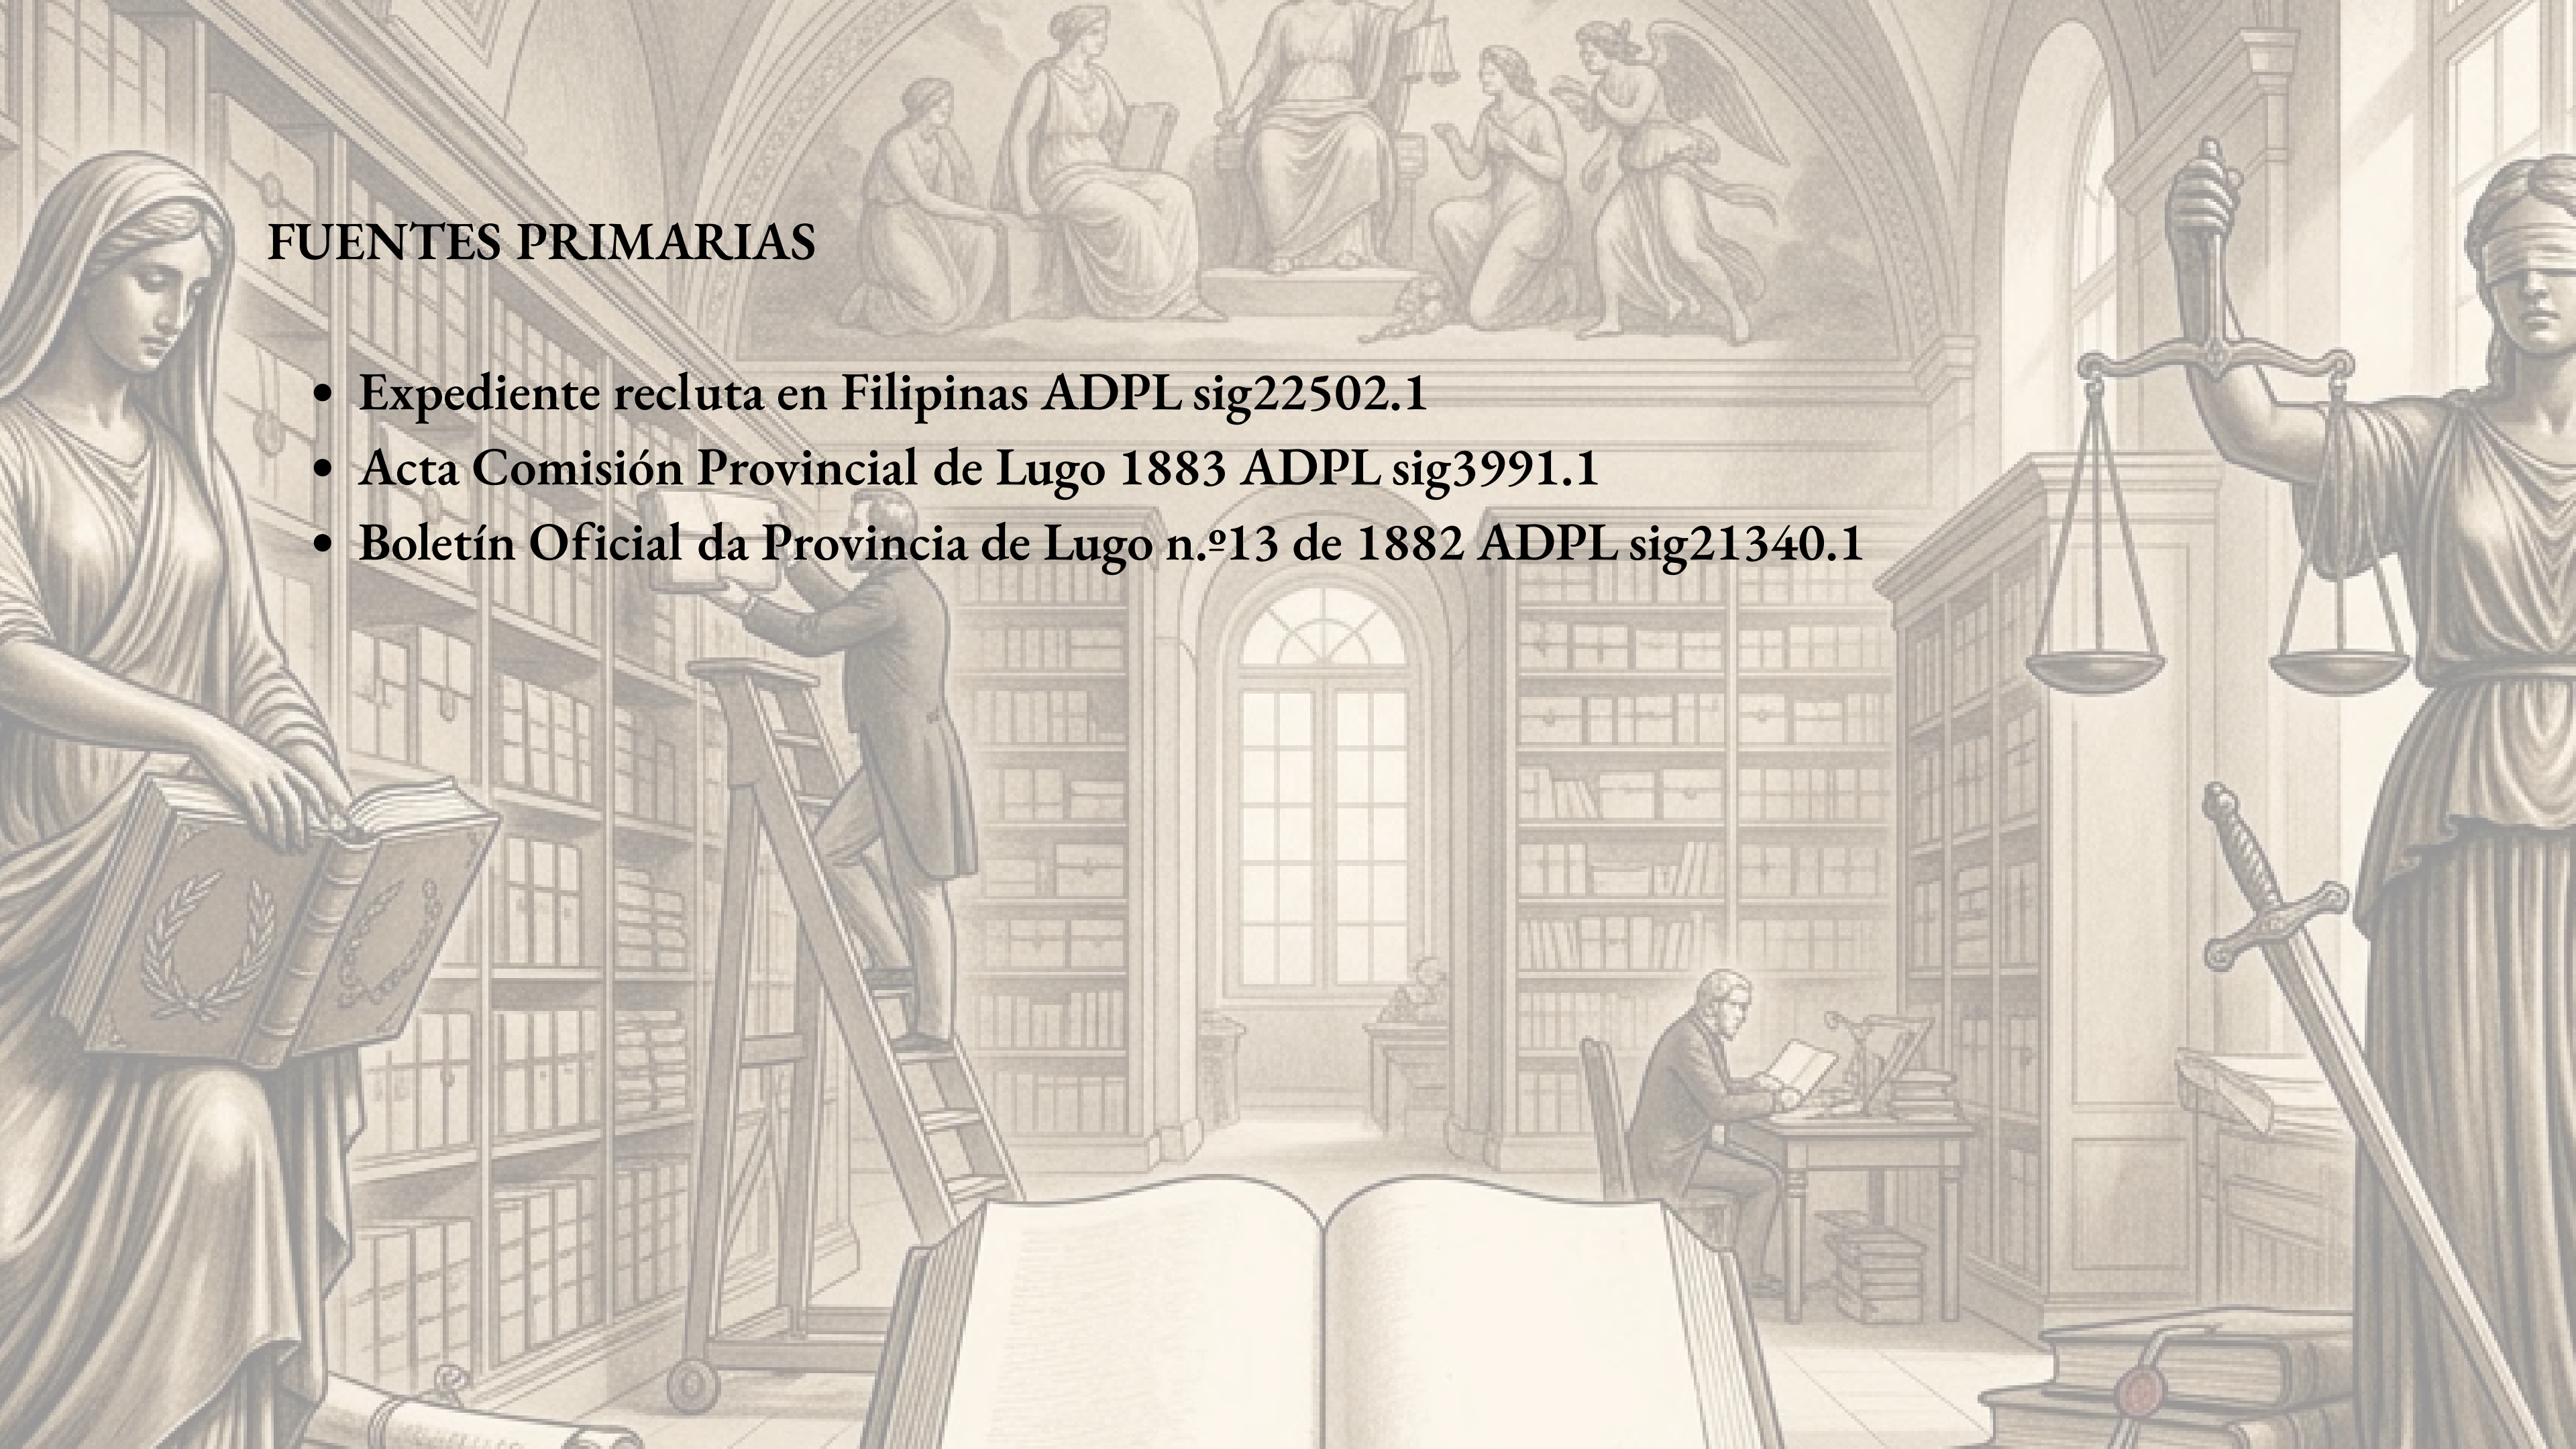 FUENTES PRIMARIAS
• Expediente recluta en Filipinas ADPL sig22502.1
• Acta Comisión Provincial de Lugo 1883 ADPL sig3991.1
• Boletín Oficial da Provincia de Lugo n.º13 de 1882 ADPL sig21340.1